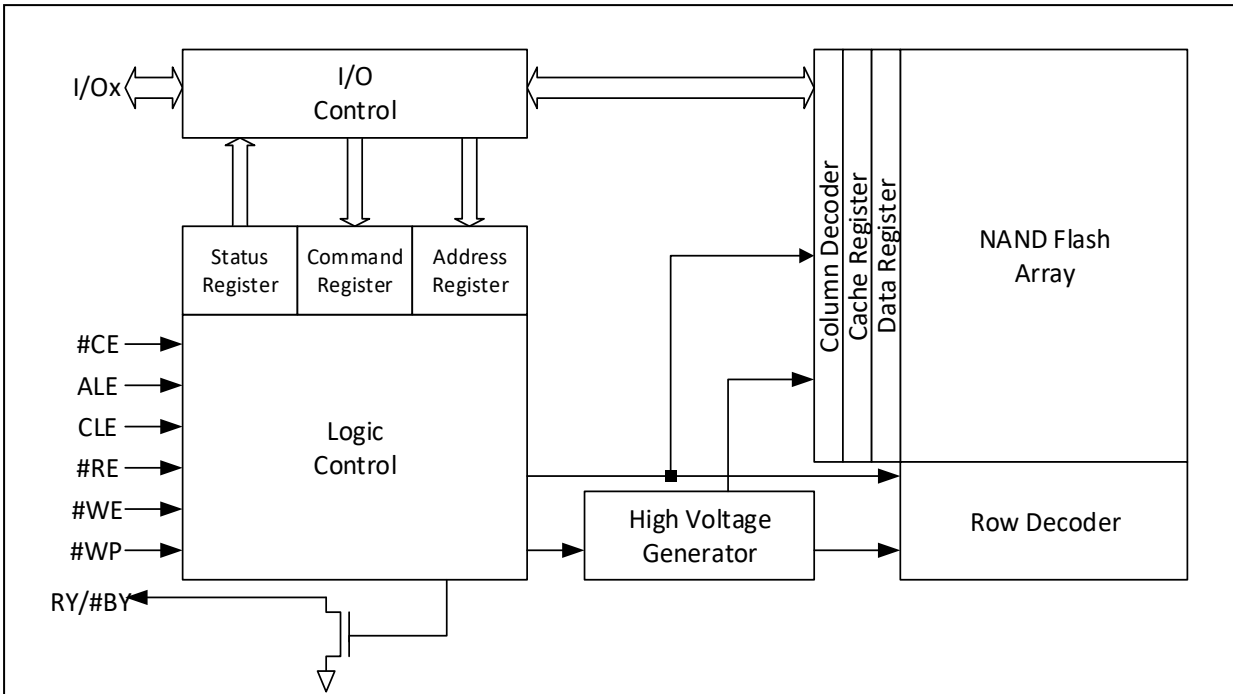 I/Ox
I/O
Control
Status
Register
Command
Register
Address
Register
#CE
ALE
CLE
#RE
#WE
#WP
RY/#BY
Logic
Control
High Voltage
Generator
Column Decoder
Cache Register
Data Register
NAND Flash
Array
Row Decoder